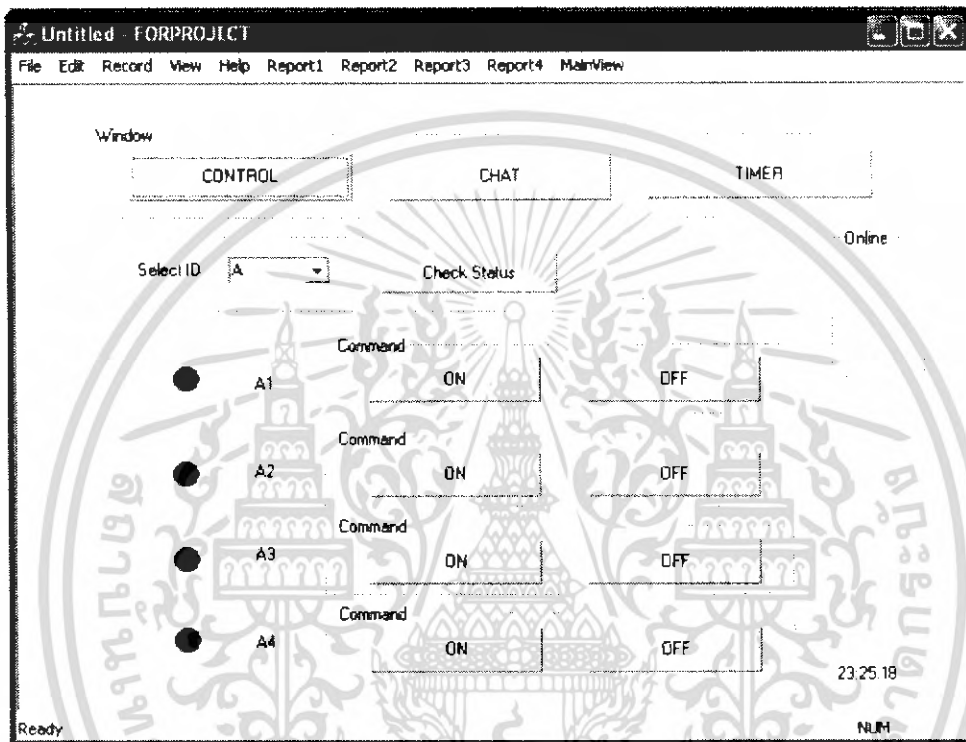 Untitled - FORPROJECT
File Edit Record View Help Report1 Report2 Report3 Report4 MainView
Window
CONTROL CHAT TIMER
Online
Select ID A Check Status
Command
A1 ON OFF
Command
A2 ON OFF
Command
A3 ON OFF
Command
A4 ON OFF
23:25:18
Ready NUM